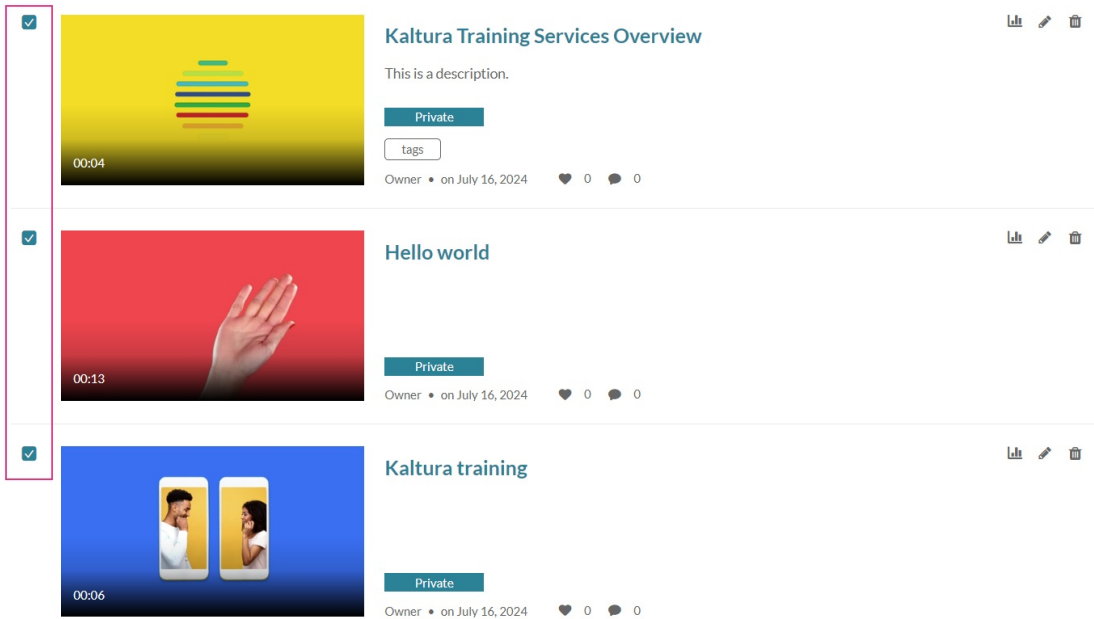 Kaltura Training Services Overview
This is a description.
Private
tags
00:04
Owner • on July 16, 2024 0 0
Hello world
Private
00:13
Owner • on July 16, 2024 0 0
Kaltura training
Private
00:06
Owner • on July 16, 2024 0 0